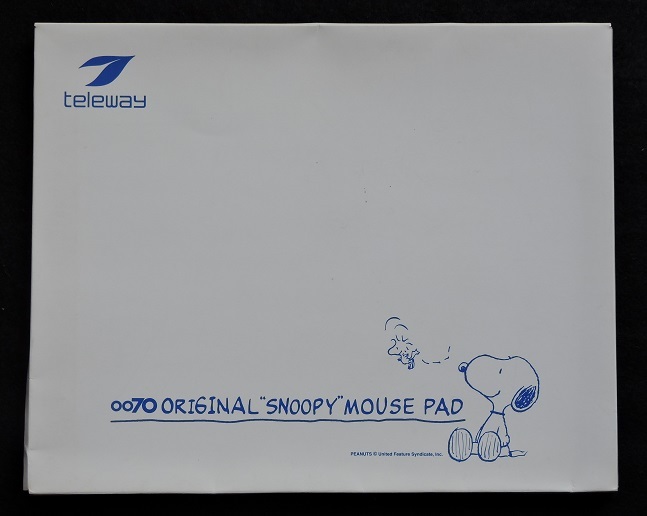 teleway
0070 ORIGINAL "SNOOPY" MOUSE PAD
PEANUTS © United Feature Syndicate, Inc.